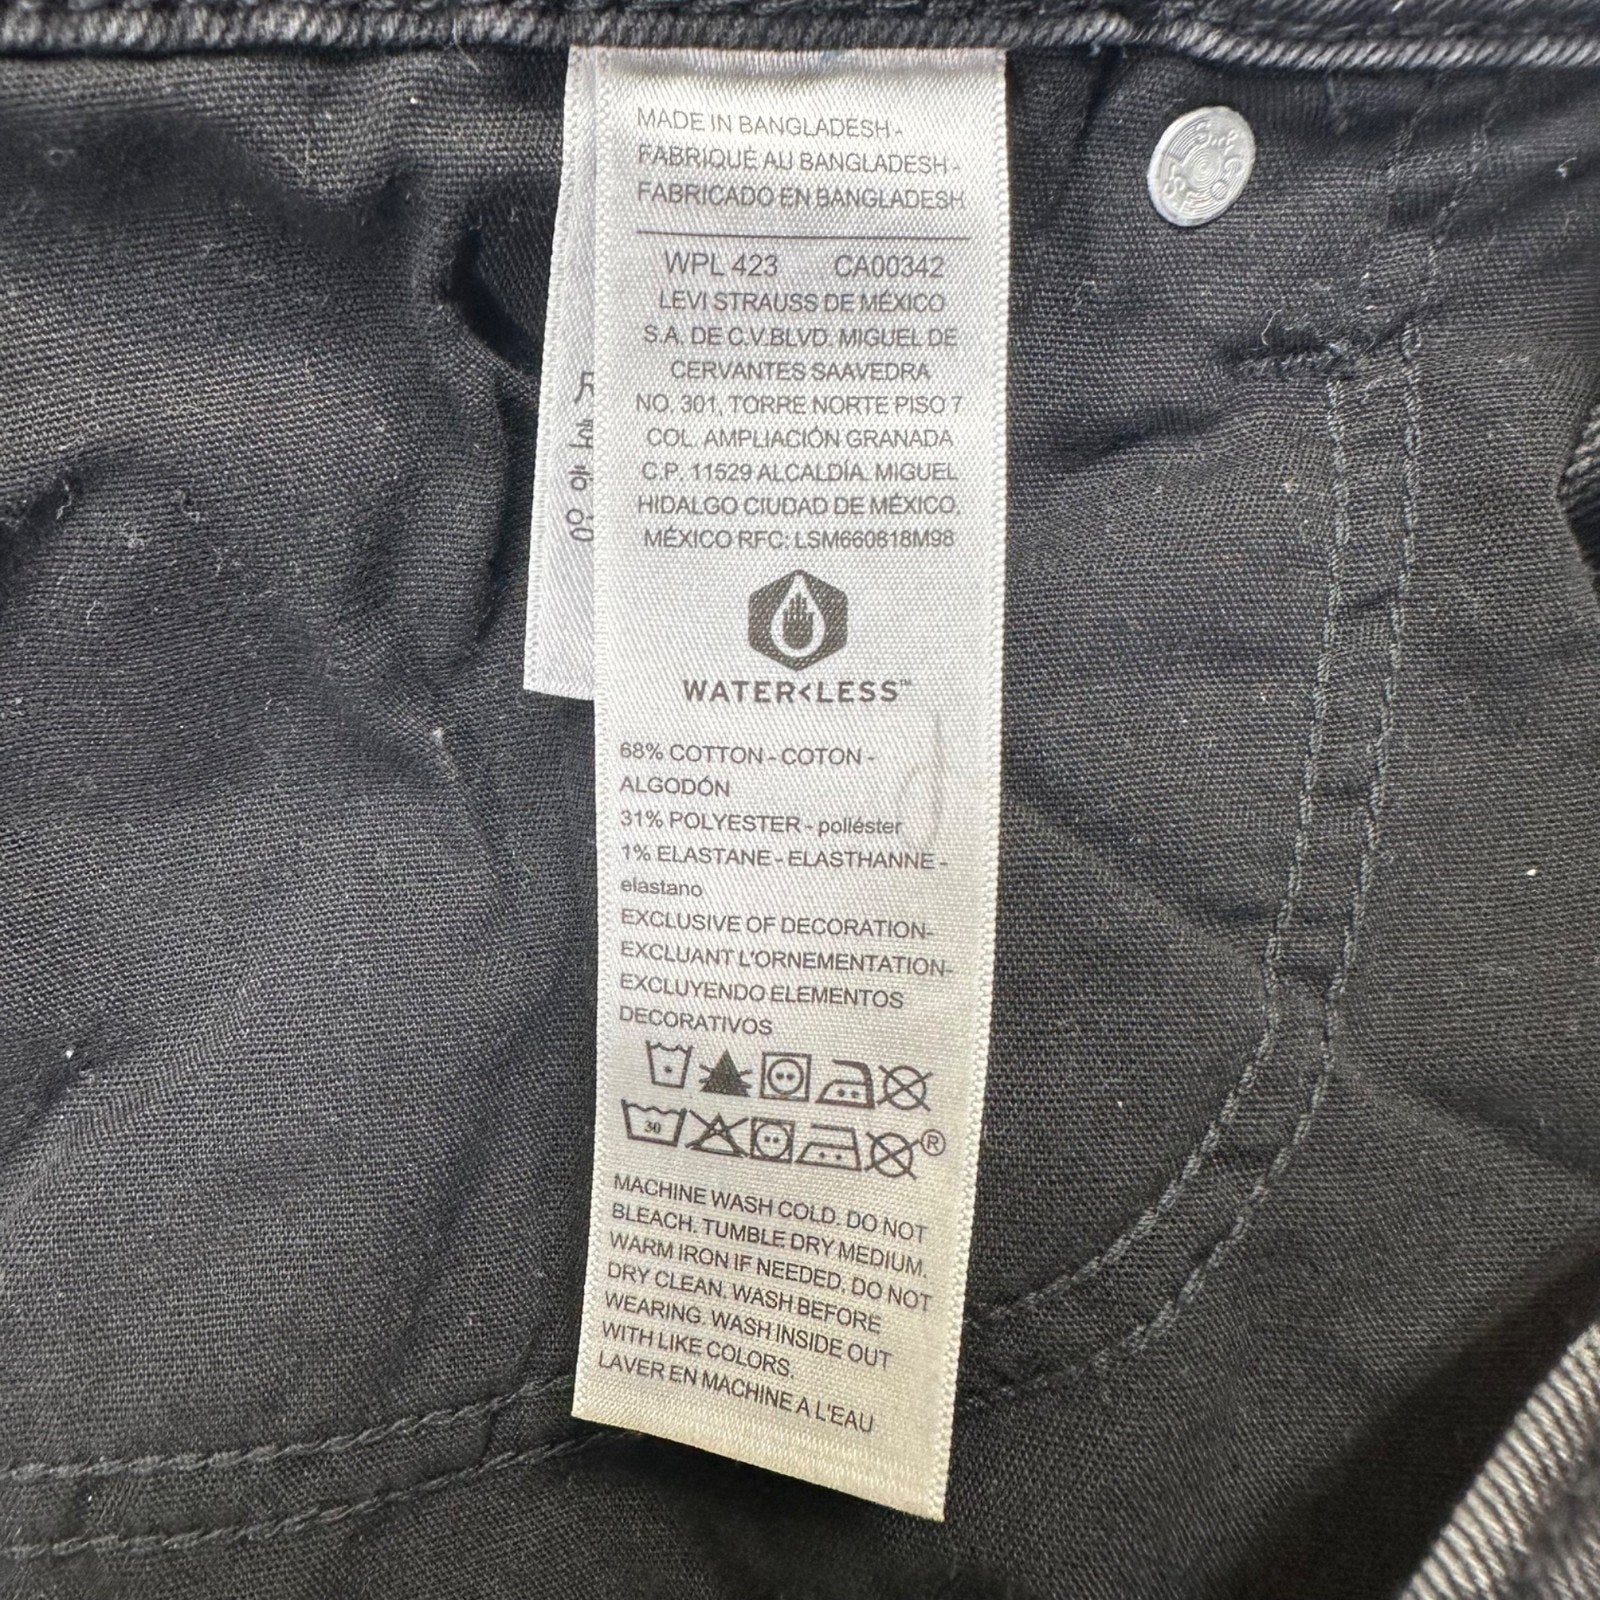 MADE IN BANGLADESH -
FABRIQUÉ AU BANGLADESH -
FABRICADO EN BANGLADESH
WPL 423 CA00342
LEVI STRAUSS DE MÉXICO
S.A. DE C.V.BLVD. MIGUEL DE
CERVANTES SAAVEDRA
NO. 301, TORRE NORTE PISO 7
COL. AMPLIACIÓN GRANADA
C.P. 11529 ALCALDÍA. MIGUEL
HIDALGO CIUDAD DE MÉXICO.
MÉXICO RFC: LSM660818M98
WATER<LESS™
68% COTTON - COTON -
ALGODÓN
31% POLYESTER - poliéster
1% ELASTANE - ELASTHANNE -
elastano
EXCLUSIVE OF DECORATION-
EXCLUANT L'ORNEMENTATION-
EXCLUYENDO ELEMENTOS
DECORATIVOS
30 ®
MACHINE WASH COLD. DO NOT
BLEACH. TUMBLE DRY MEDIUM.
WARM IRON IF NEEDED. DO NOT
DRY CLEAN. WASH BEFORE
WEARING. WASH INSIDE OUT
WITH LIKE COLORS.
LAVER EN MACHINE A L'EAU